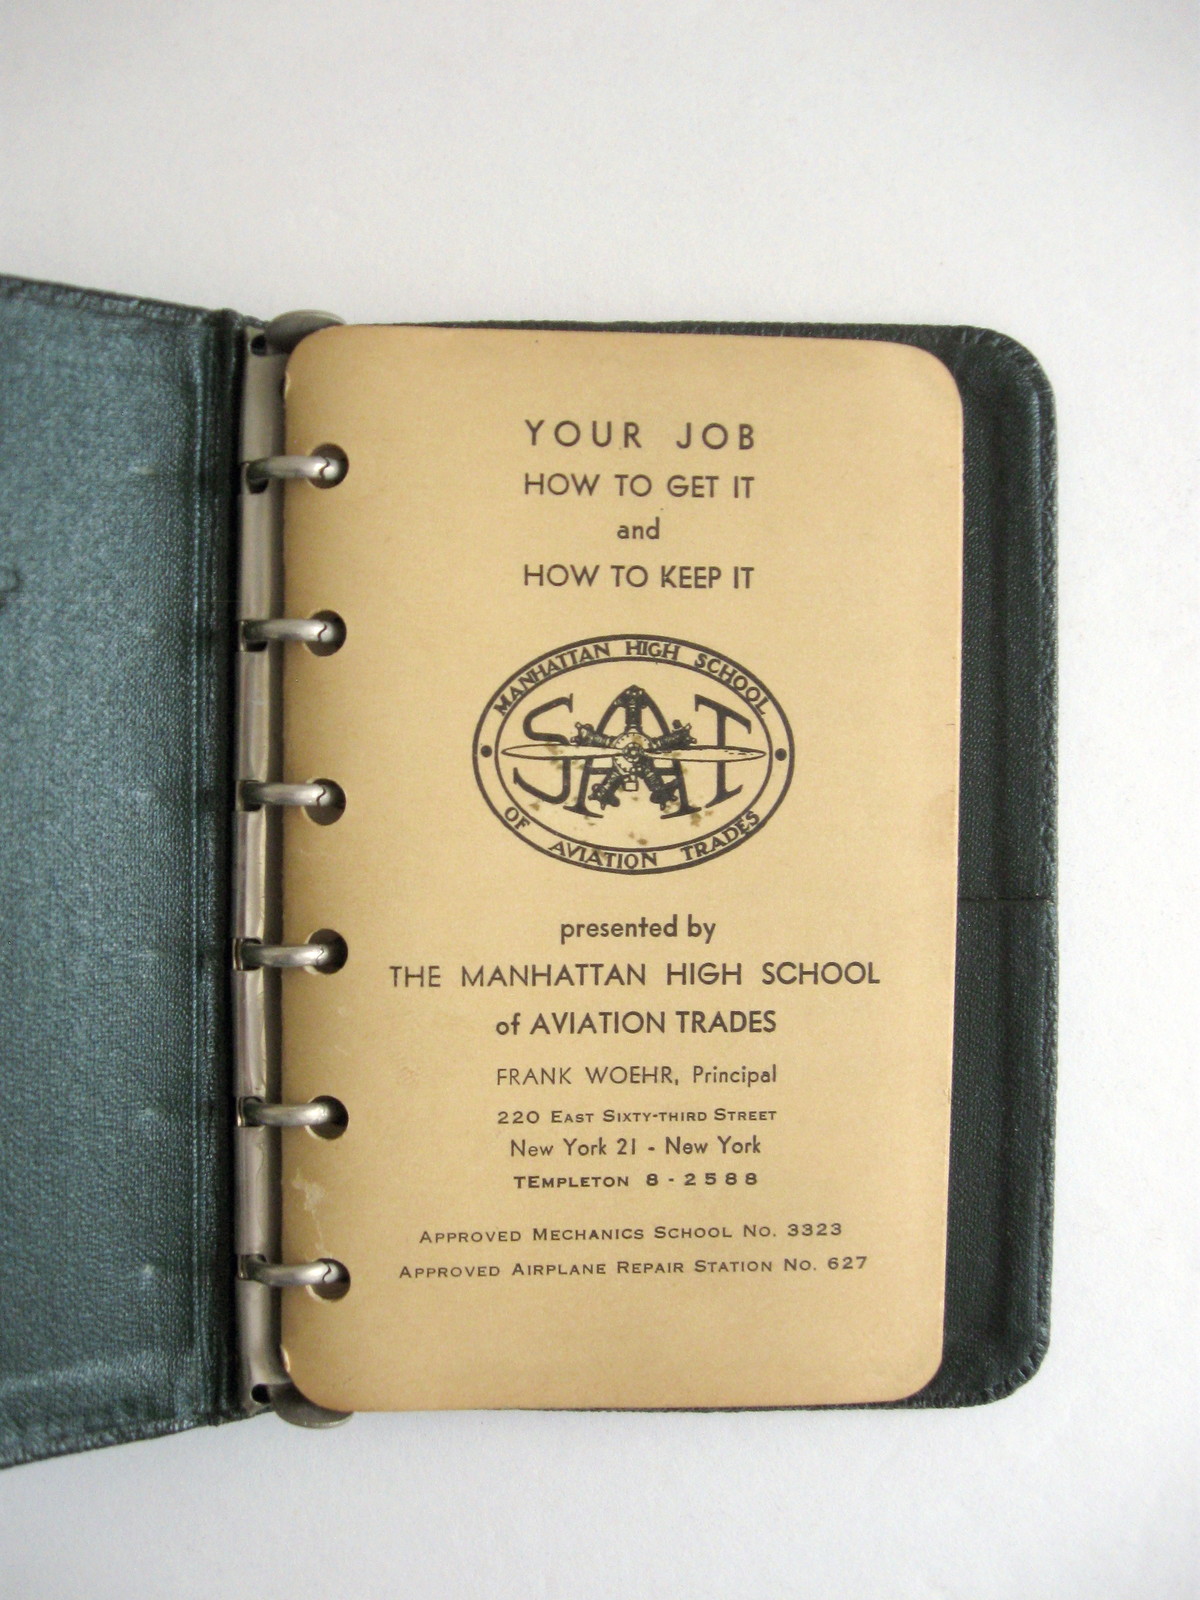 YOUR JOB
HOW TO GET IT
and
HOW TO KEEP IT
MANHATTAN HIGH SCHOOL
SAT
OF AVIATION TRADES
presented by
THE MANHATTAN HIGH SCHOOL
of AVIATION TRADES
FRANK WOEHR, Principal
220 EAST SIXTY-THIRD STREET
New York 21 - New York
TEMPLETON 8-2588
APPROVED MECHANICS SCHOOL NO. 3323
APPROVED AIRPLANE REPAIR STATION NO. 627